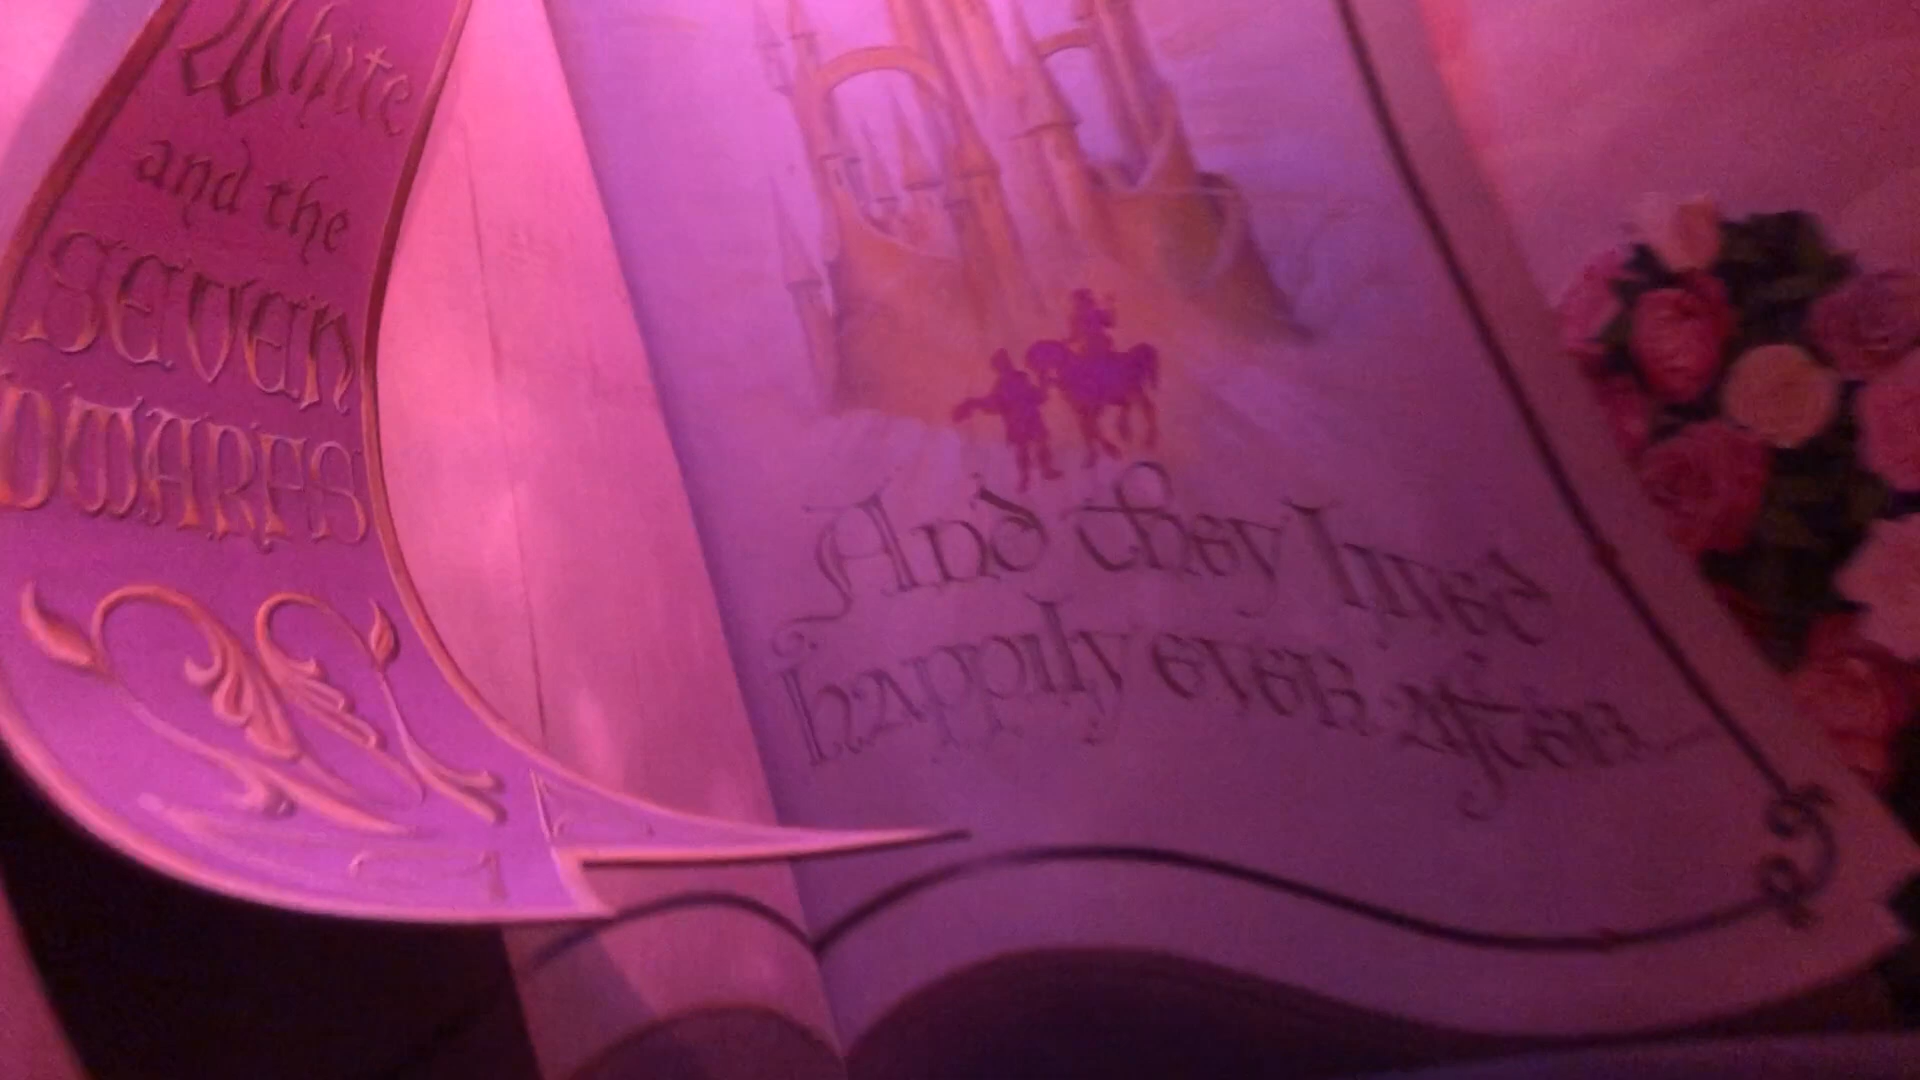 White
and the
SEVEN
DWARFS
And they lived
happily ever after